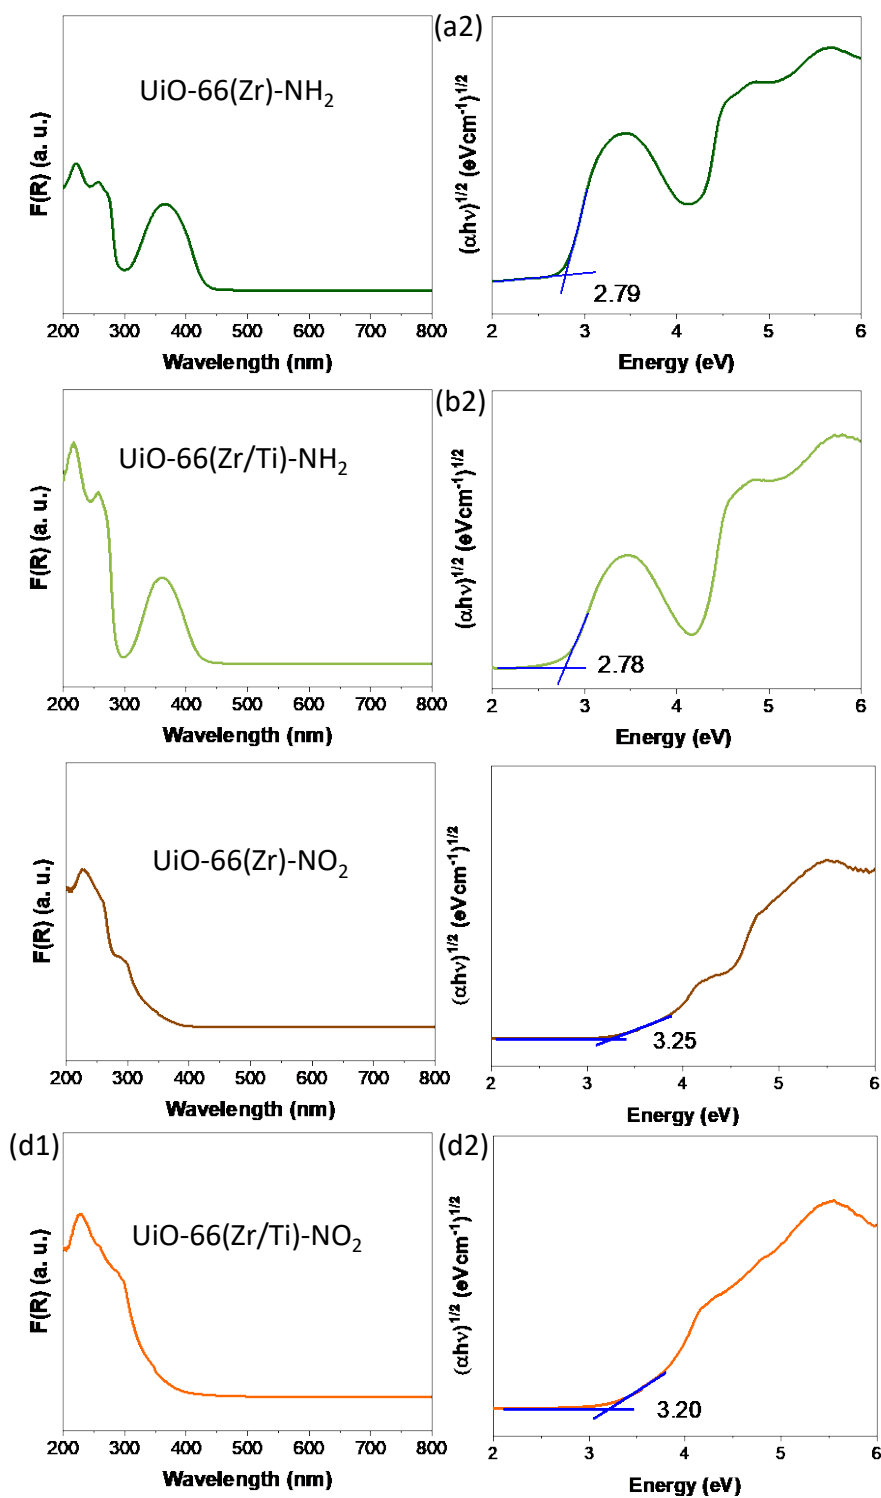 (a2)
UiO-66(Zr)-NH₂
F(R) (a. u.)
200 300 400 500 600 700 800
Wavelength (nm)
(αhν)^1/2 (eVcm⁻¹)^1/2
2.79
2 3 4 5 6
Energy (eV)
(b2)
UiO-66(Zr/Ti)-NH₂
F(R) (a. u.)
200 300 400 500 600 700 800
Wavelength (nm)
(αhν)^1/2 (eVcm⁻¹)^1/2
2.78
2 3 4 5 6
Energy (eV)
UiO-66(Zr)-NO₂
F(R) (a. u.)
200 300 400 500 600 700 800
Wavelength (nm)
(αhν)^1/2 (eVcm⁻¹)^1/2
3.25
2 3 4 5 6
Energy (eV)
(d1)
UiO-66(Zr/Ti)-NO₂
F(R) (a. u.)
200 300 400 500 600 700 800
Wavelength (nm)
(d2)
(αhν)^1/2 (eVcm⁻¹)^1/2
3.20
2 3 4 5 6
Energy (eV)